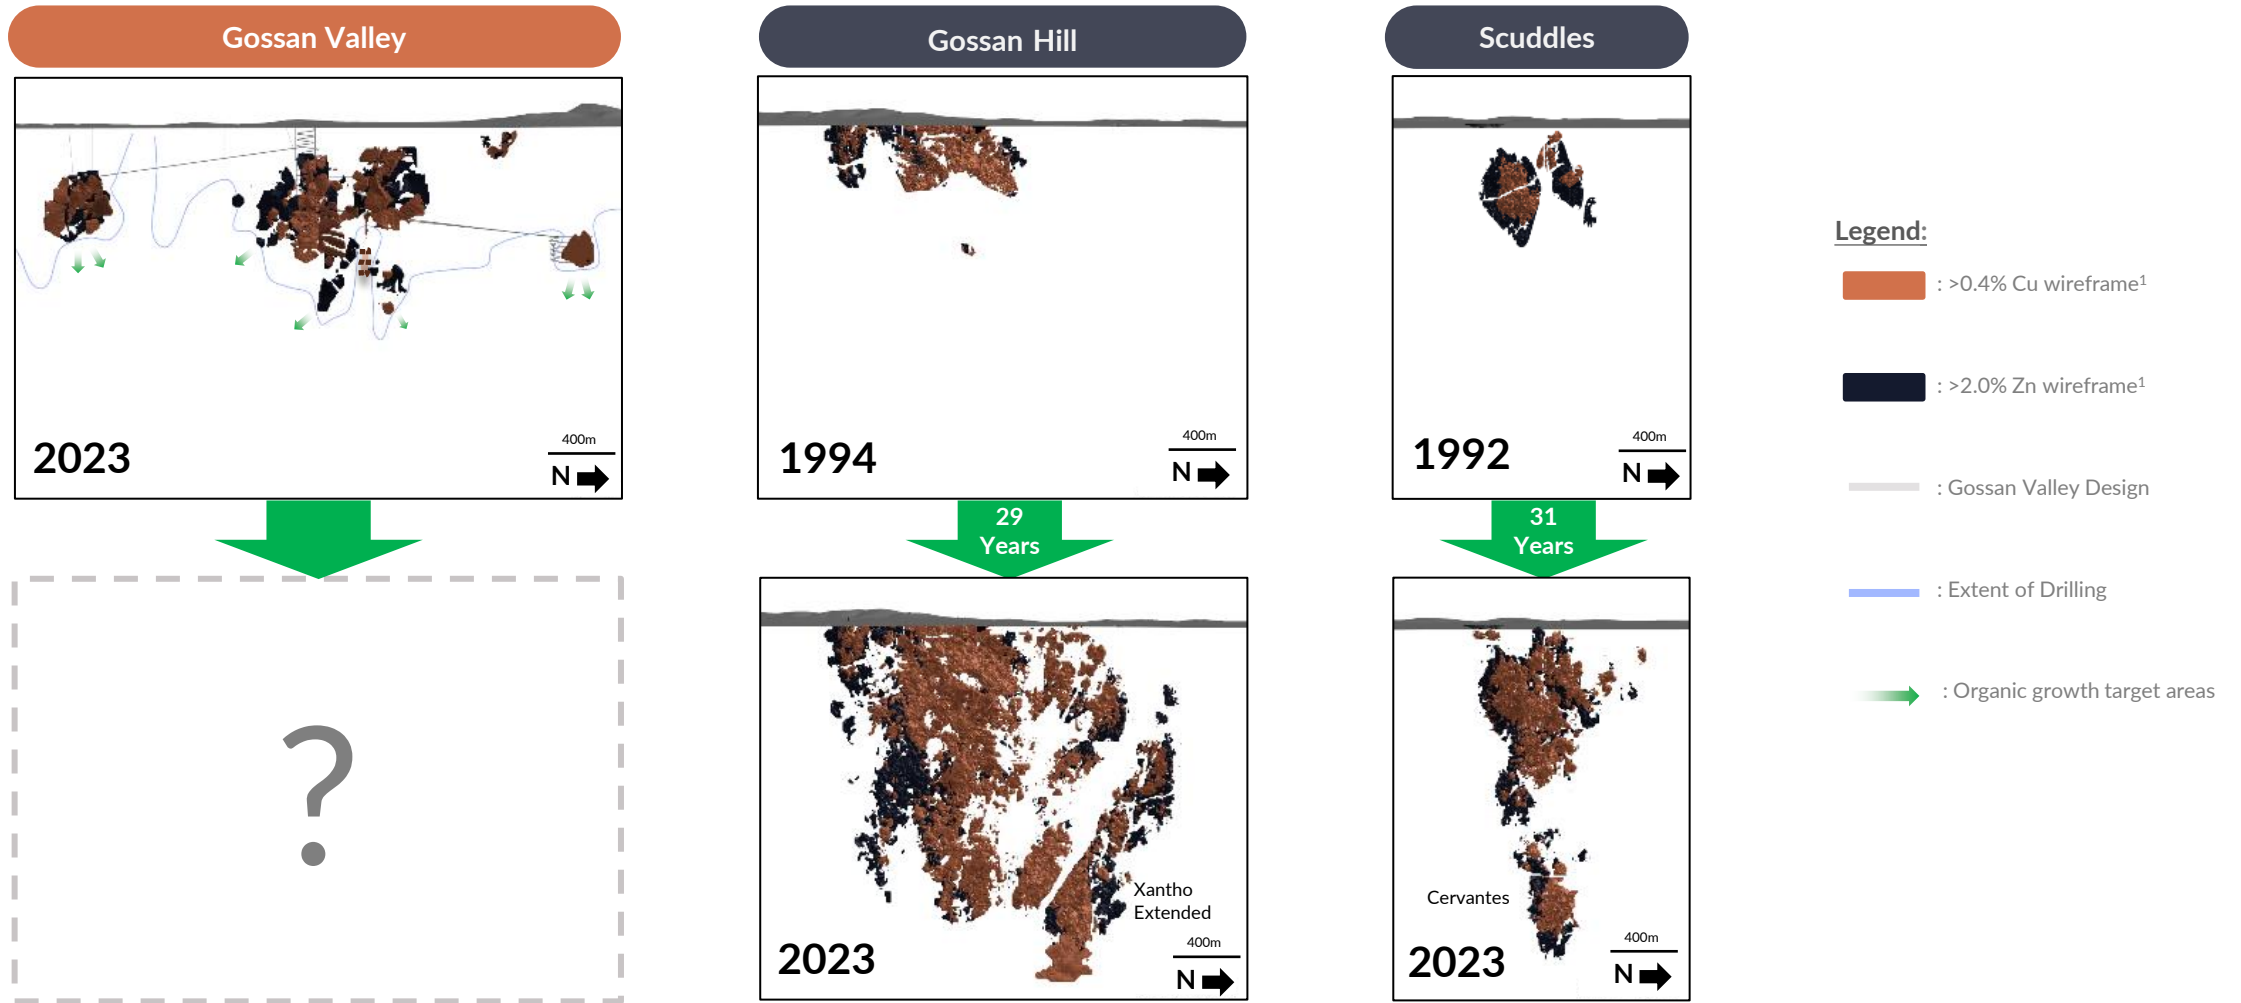 Gossan Valley
Gossan Hill
Scuddles
2023
400m
N
1994
400m
N
1992
400m
N
29
Years
31
Years
?
Xantho
Extended
2023
400m
N
Cervantes
2023
400m
N
Legend:
: >0.4% Cu wireframe¹
: >2.0% Zn wireframe¹
: Gossan Valley Design
: Extent of Drilling
: Organic growth target areas